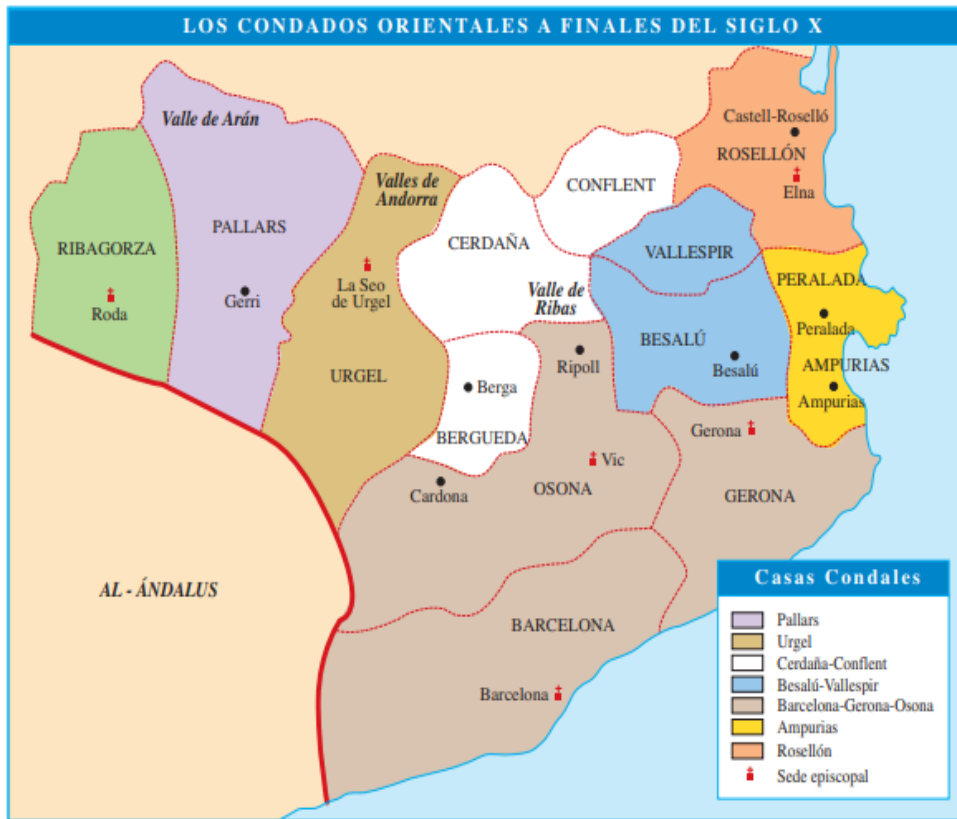 LOS CONDADOS ORIENTALES A FINALES DEL SIGLO X
Castell-Roselló
Valle de Arán
ROSELLÓN
Valles de
Andorra
CONFLENT
Elna
PALLARS
CERDAÑA
RIBAGORZA
VALLESPIR
La Seo
de Urgel
PERALADA
Valle de
Ribas
Roda
Gerri
Peralada
BESALÚ
Ripoll
Besalú
AMPURIAS
URGEL
Berga
Ampurias
BERGUEDA
Gerona
Vic
Cardona
OSONA
GERONA
AL - ÁNDALUS
BARCELONA
Barcelona
Casas Condales
Pallars
Urgel
Cerdaña-Conflent
Besalú-Vallespir
Barcelona-Gerona-Osona
Ampurias
Rosellón
Sede episcopal